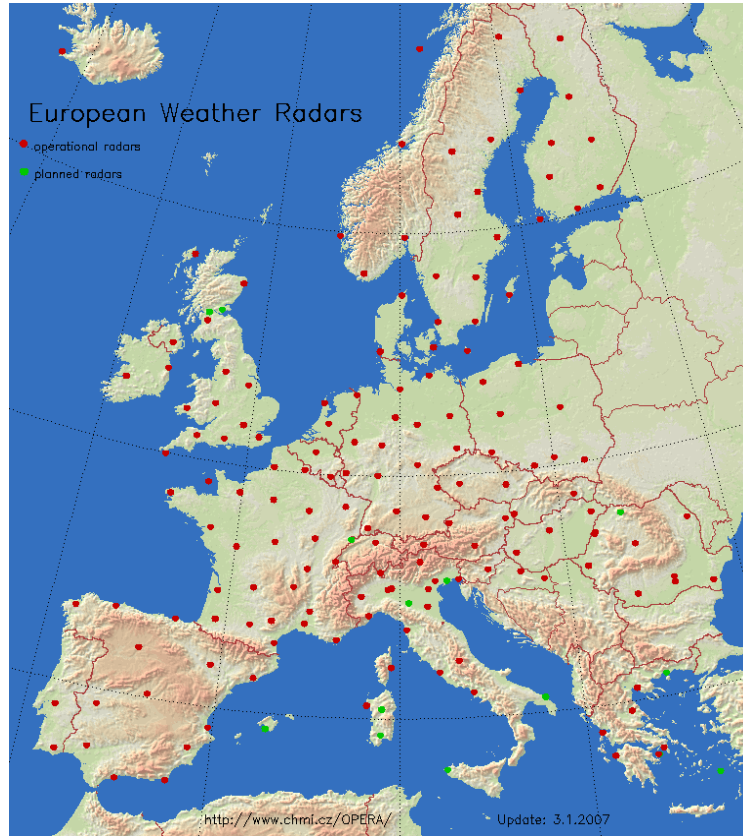 European Weather Radars
operational radars
planned radars
http://www.chmi.cz/OPERA/
Update: 3.1.2007